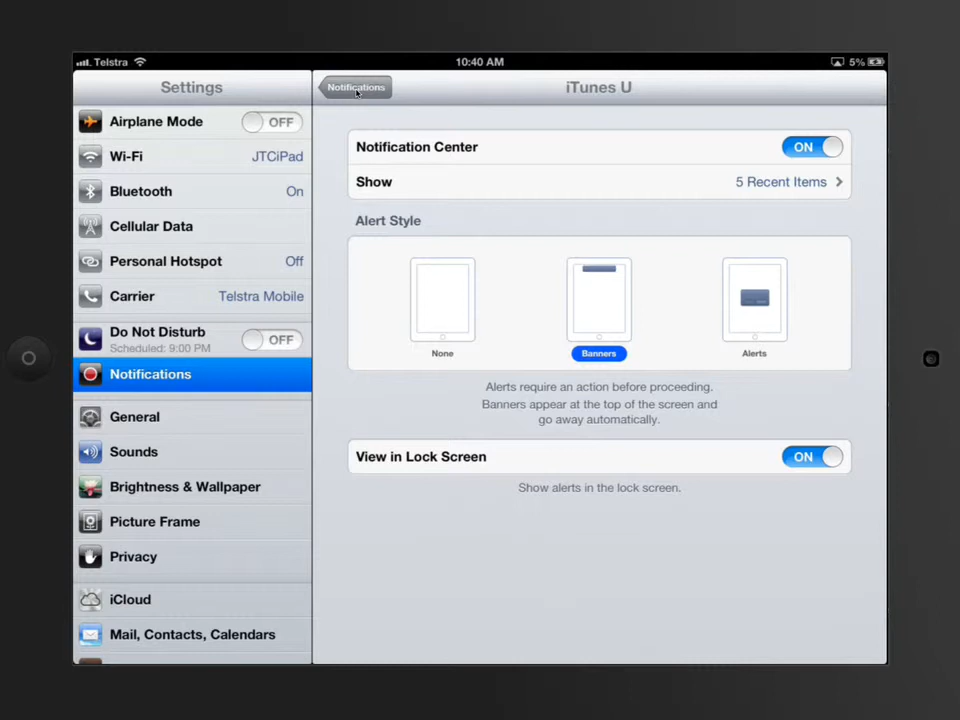 Telstra 10:40 AM 5%
Settings
Notifications
iTunes U
Airplane Mode OFF
Wi-Fi JTCiPad
Bluetooth On
Cellular Data
Personal Hotspot Off
Carrier Telstra Mobile
Do Not Disturb OFF
Scheduled: 9:00 PM
Notifications
General
Sounds
Brightness & Wallpaper
Picture Frame
Privacy
iCloud
Mail, Contacts, Calendars
Notification Center ON
Show 5 Recent Items
Alert Style
None Banners Alerts
Alerts require an action before proceeding.
Banners appear at the top of the screen and
go away automatically.
View in Lock Screen ON
Show alerts in the lock screen.